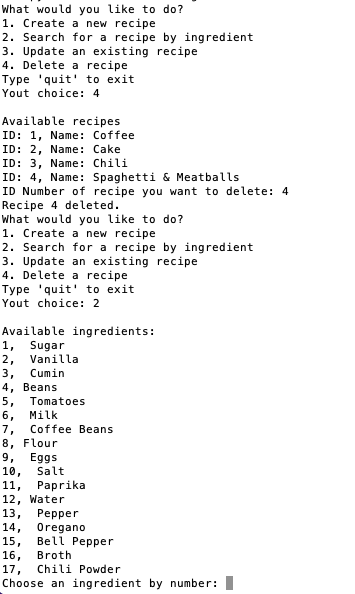 What would you like to do?
1. Create a new recipe
2. Search for a recipe by ingredient
3. Update an existing recipe
4. Delete a recipe
Type 'quit' to exit
Yout choice: 4

Available recipes
ID: 1, Name: Coffee
ID: 2, Name: Cake
ID: 3, Name: Chili
ID: 4, Name: Spaghetti & Meatballs
ID Number of recipe you want to delete: 4
Recipe 4 deleted.
What would you like to do?
1. Create a new recipe
2. Search for a recipe by ingredient
3. Update an existing recipe
4. Delete a recipe
Type 'quit' to exit
Yout choice: 2

Available ingredients:
1,  Sugar
2,  Vanilla
3,  Cumin
4, Beans
5,  Tomatoes
6,  Milk
7,  Coffee Beans
8, Flour
9,  Eggs
10,  Salt
11,  Paprika
12, Water
13,  Pepper
14,  Oregano
15,  Bell Pepper
16,  Broth
17,  Chili Powder
Choose an ingredient by number: